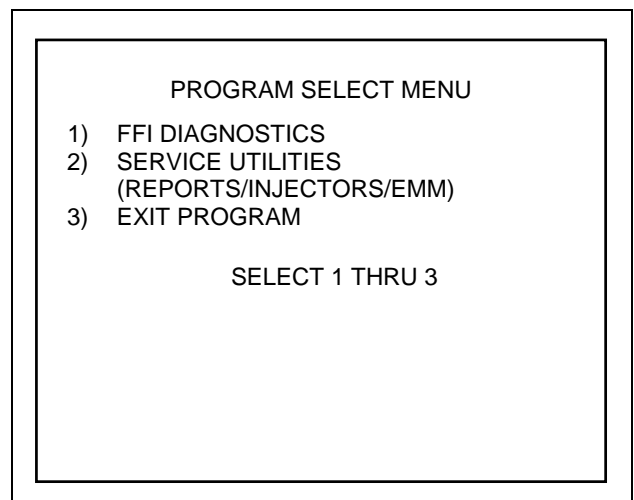 PROGRAM SELECT MENU
1) FFI DIAGNOSTICS
2) SERVICE UTILITIES
(REPORTS/INJECTORS/EMM)
3) EXIT PROGRAM
SELECT 1 THRU 3